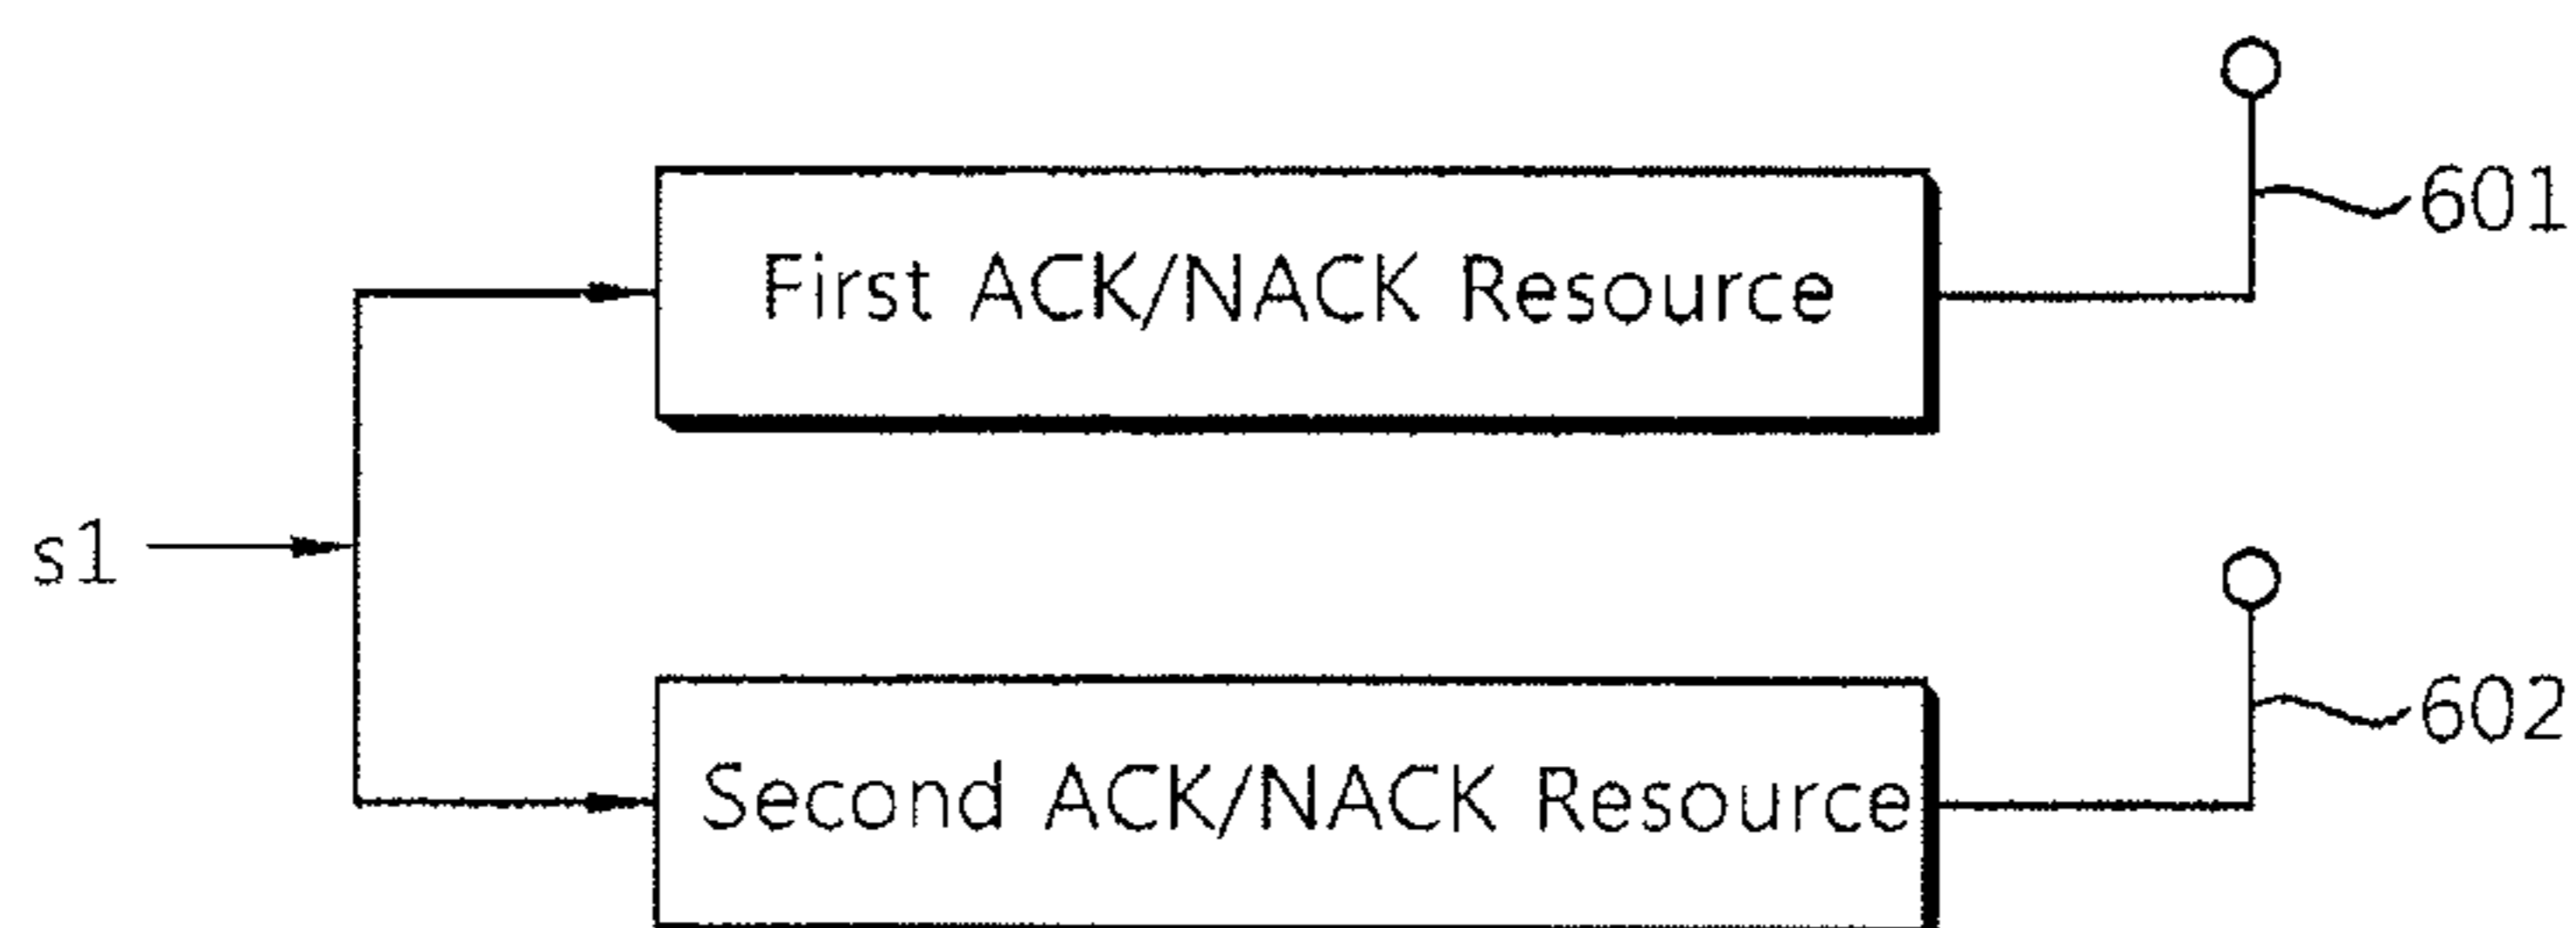 601
First ACK/NACK Resource
s1
602
Second ACK/NACK Resource